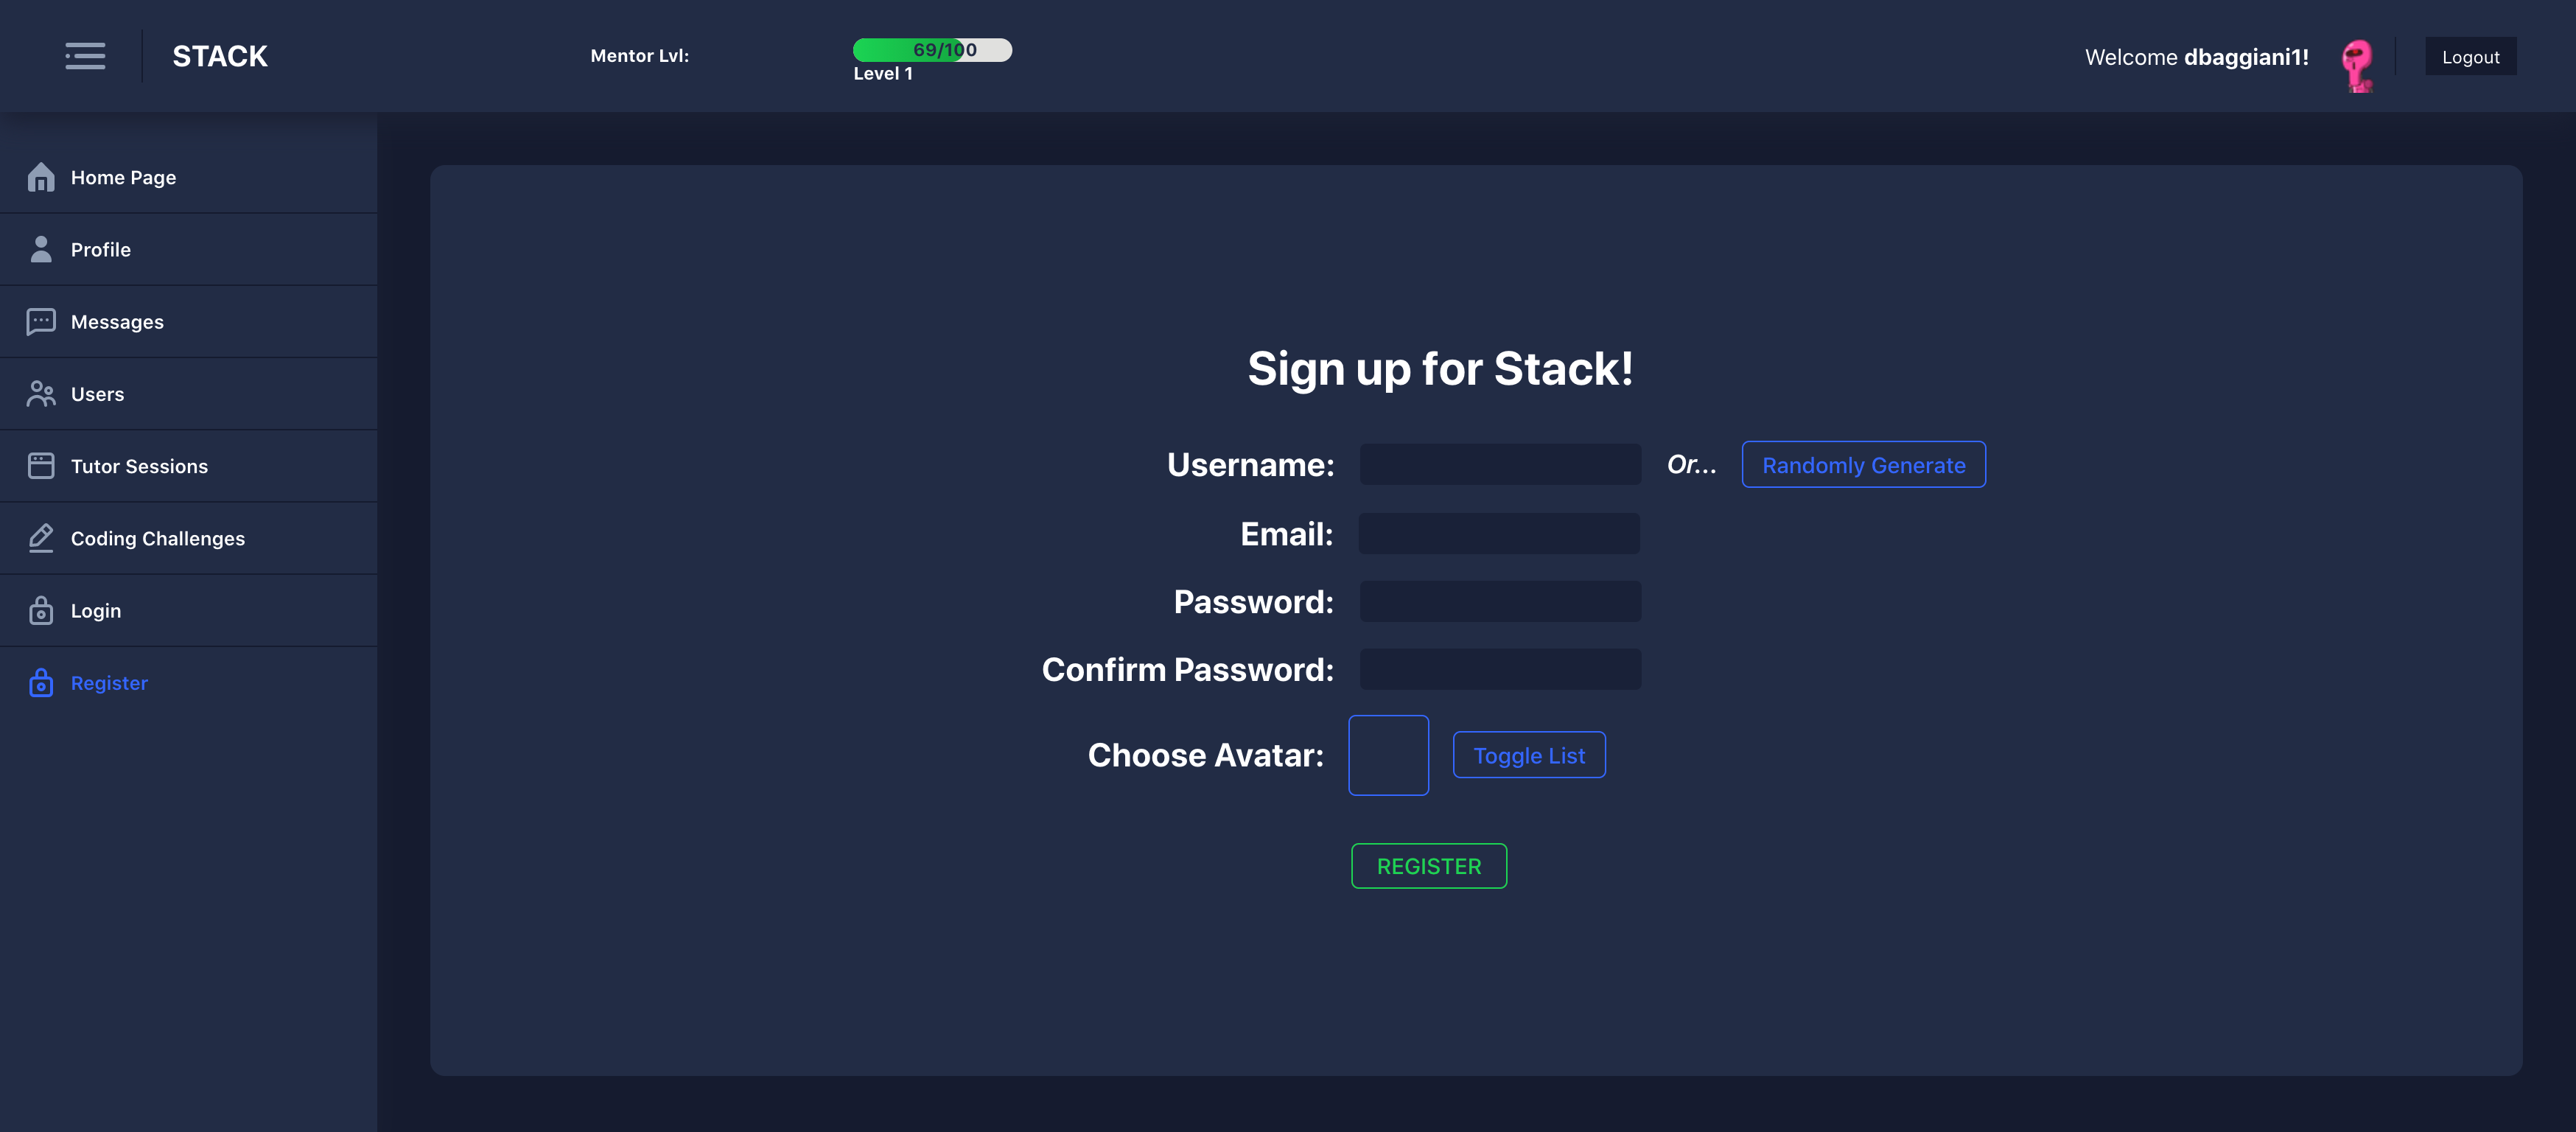 STACK
Mentor Lvl:
69/100
Level 1
Welcome dbaggiani1!
Logout
Home Page
Profile
Messages
Users
Tutor Sessions
Coding Challenges
Login
Register
Sign up for Stack!
Username:
Or...
Randomly Generate
Email:
Password:
Confirm Password:
Choose Avatar:
Toggle List
REGISTER